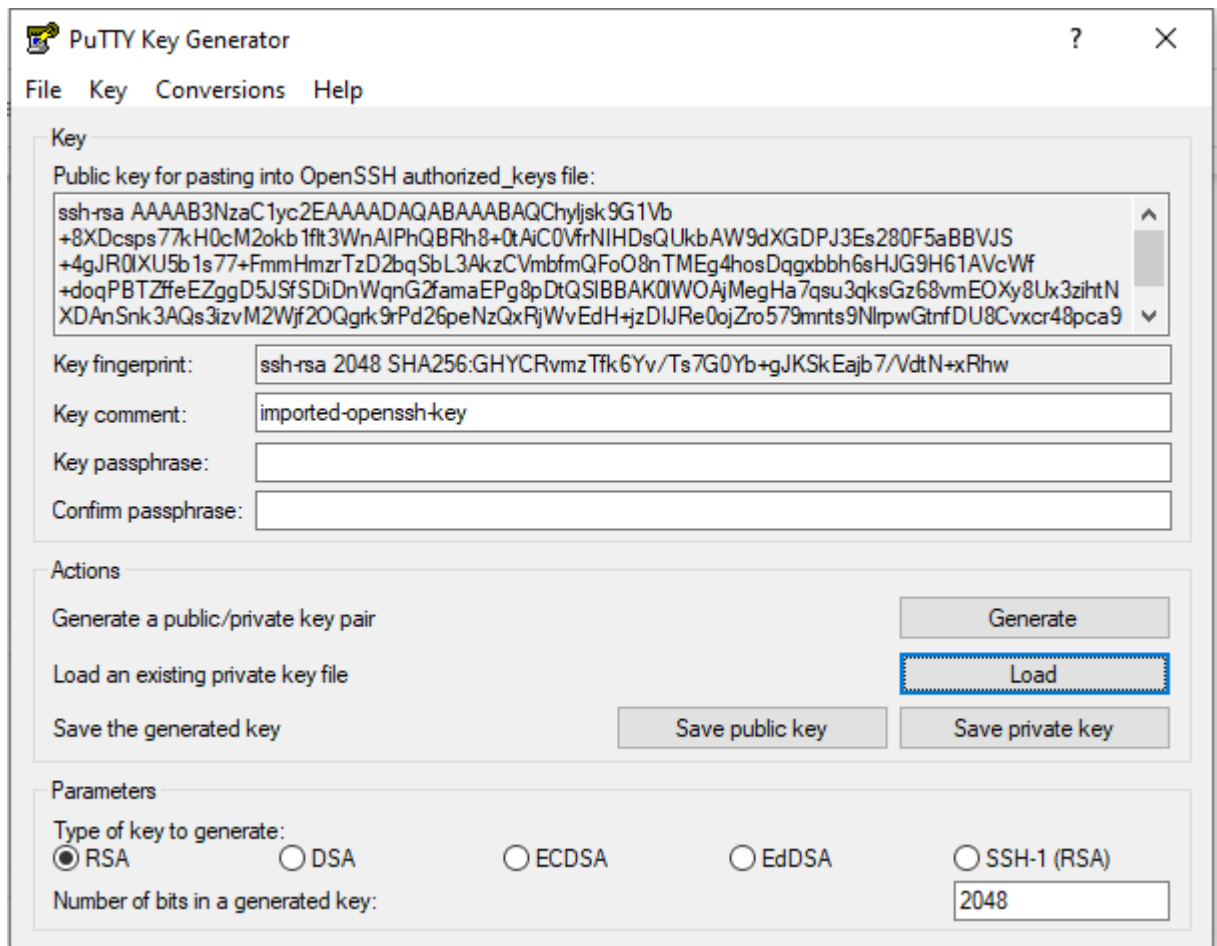 PuTTY Key Generator
?
File Key Conversions Help
Key
Public key for pasting into OpenSSH authorized_keys file:
ssh-rsa AAAAB3NzaC1yc2EAAAADAQABAAABAQChyljsk9G1Vb
+8XDcsps77kH0cM2okb1flt3WnAIPhQBRh8+0tAiC0VfrNIHDsQUkbAW9dXGDPJ3Es280F5aBBVJS
+4gJR0lXU5b1s77+FmmHmzrTzD2bqSbL3AkzCVmbfmQFoO8nTMEg4hosDqgxbbh6sHJG9H61AVcWf
+doqPBTZffeEZggD5JSfSDiDnWqnG2famaEPg8pDtQSIBBAK0IWOAjMegHa7qsu3qksGz68vmEOXy8Ux3zihtN
XDAnSnk3AQs3izvM2Wjf2OQgrk9rPd26peNzQxRjWvEdH+jzDIJRe0ojZro579mnts9NlrpwGtnfDU8Cvxcr48pca9
Key fingerprint: ssh-rsa 2048 SHA256:GHYCRvmzTfk6Yv/Ts7G0Yb+gJKSkEajb7/VdtN+xRhw
Key comment: imported-openssh-key
Key passphrase:
Confirm passphrase:
Actions
Generate a public/private key pair Generate
Load an existing private key file Load
Save the generated key Save public key Save private key
Parameters
Type of key to generate:
RSA DSA ECDSA EdDSA SSH-1 (RSA)
Number of bits in a generated key: 2048